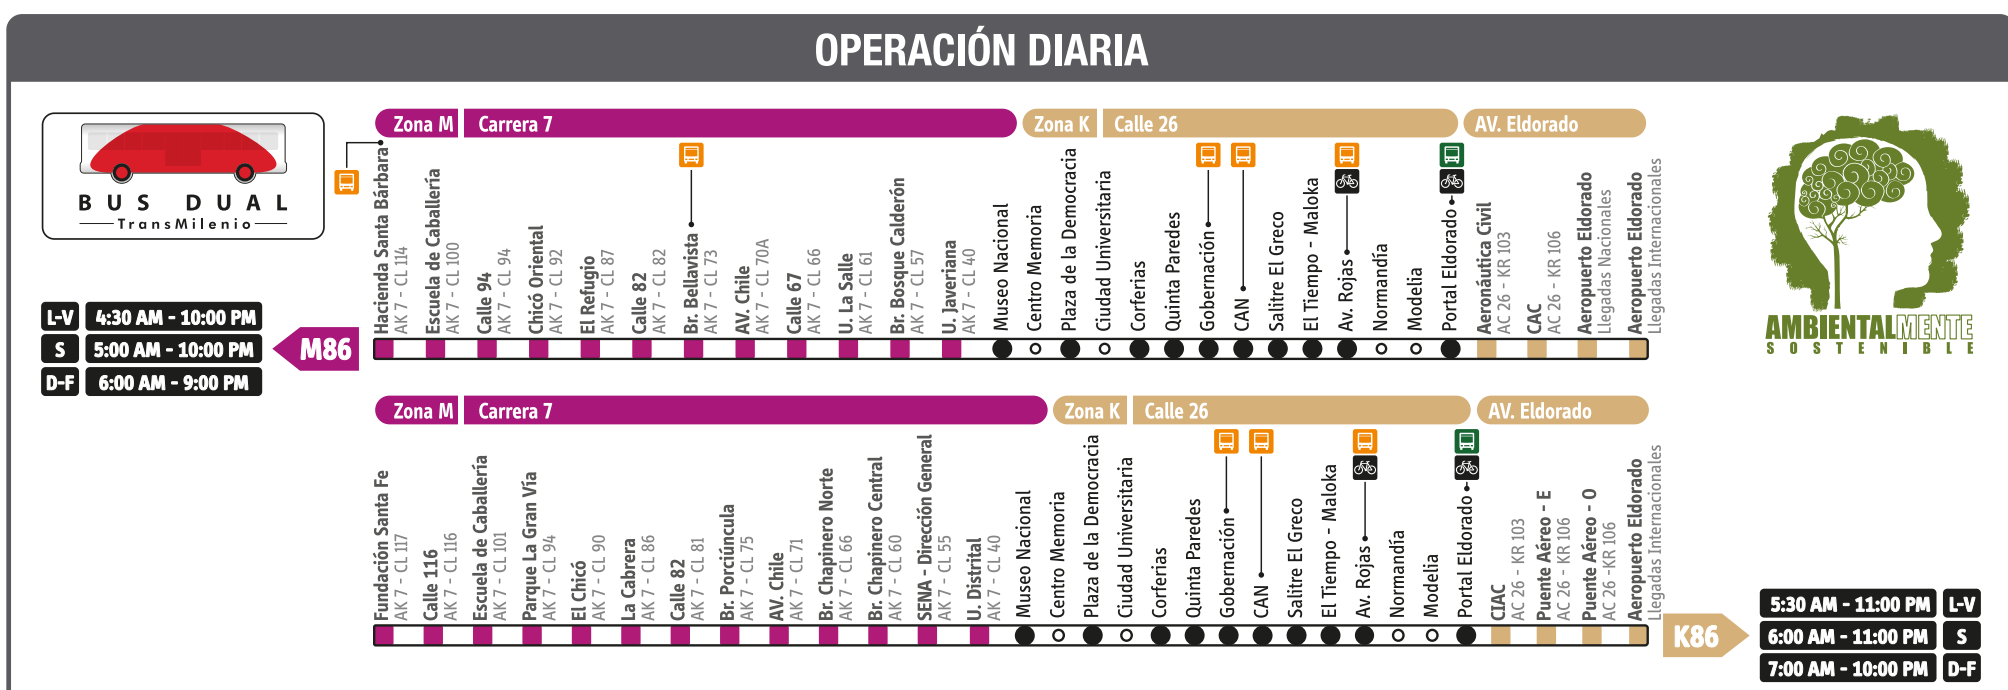 OPERACIÓN DIARIA
BUS DUAL
TransMilenio
Zona M
Carrera 7
Zona K
Calle 26
AV. Eldorado
Hacienda Santa Bárbara
AK 7 - CL 114
Escuela de Caballería
AK 7 - CL 100
Calle 94
AK 7 - CL 94
Chicó Oriental
AK 7 - CL 92
El Refugio
AK 7 - CL 87
Calle 82
AK 7 - CL 82
Br. Bellavista
AK 7 - CL 73
AV. Chile
AK 7 - CL 70A
Calle 67
AK 7 - CL 66
U. La Salle
AK 7 - CL 61
Br. Bosque Calderón
AK 7 - CL 57
U. Javeriana
AK 7 - CL 40
Museo Nacional
Centro Memoria
Plaza de la Democracia
Ciudad Universitaria
Corferias
Quinta Paredes
Gobernación
CAN
Salitre El Greco
El Tiempo - Maloka
Av. Rojas
Normandía
Modelia
Portal Eldorado
Aeronáutica Civil
AC 26 - KR 103
CAC
AC 26 - KR 106
Aeropuerto Eldorado
Llegadas Nacionales
Aeropuerto Eldorado
Llegadas Internacionales
L-V 4:30 AM - 10:00 PM
S 5:00 AM - 10:00 PM
D-F 6:00 AM - 9:00 PM
M86
AMBIENTALMENTE
SOSTENIBLE
Zona M
Carrera 7
Zona K
Calle 26
AV. Eldorado
Fundación Santa Fe
AK 7 - CL 117
Calle 116
AK 7 - CL 116
Escuela de Caballería
AK 7 - CL 101
Parque La Gran Vía
AK 7 - CL 94
El Chicó
AK 7 - CL 90
La Cabrera
AK 7 - CL 86
Calle 82
AK 7 - CL 81
Br. Porciúncula
AK 7 - CL 75
AV. Chile
AK 7 - CL 71
Br. Chapinero Norte
AK 7 - CL 66
Br. Chapinero Central
AK 7 - CL 60
SENA - Dirección General
AK 7 - CL 55
U. Distrital
AK 7 - CL 40
Museo Nacional
Centro Memoria
Plaza de la Democracia
Ciudad Universitaria
Corferias
Quinta Paredes
Gobernación
CAN
Salitre El Greco
El Tiempo - Maloka
Av. Rojas
Normandia
Modelia
Portal Eldorado
CIAC
AC 26 - KR 103
Puente Aéreo - E
AC 26 - KR 106
Puente Aéreo - O
AC 26 -KR 106
Aeropuerto Eldorado
Llegadas Internacionales
K86
5:30 AM - 11:00 PM L-V
6:00 AM - 11:00 PM S
7:00 AM - 10:00 PM D-F